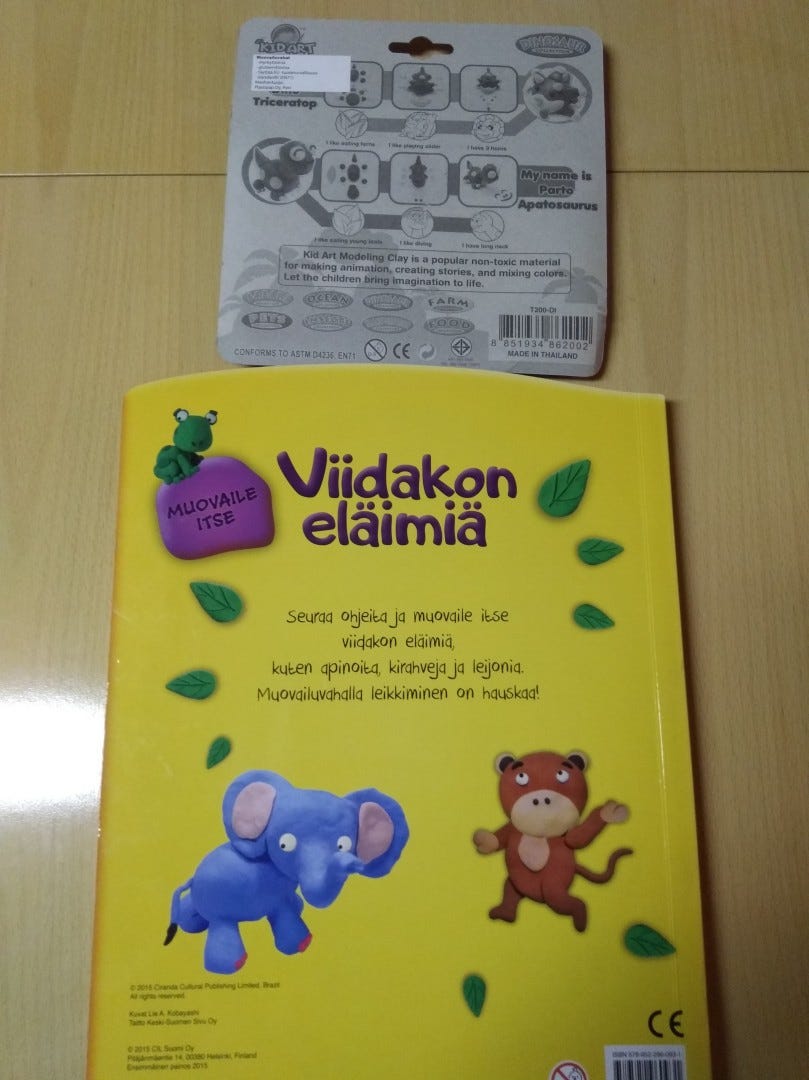 KID ART
DINOSAUR
COLLECTION
Muovailuvahat
Triceratop
I like eating ferns
I like playing slider
I have 3 horns
My name is
Parto
Apatosaurus
I like eating young leafs
I like diving
I have long neck
Kid Art Modeling Clay is a popular non-toxic material
for making animation, creating stories, and mixing colors.
Let the children bring imagination to life.
OCEAN
FARM
PETS
FOOD
CONFORMS TO ASTM D4236, EN71
CE
T200-DI
8 851934 862002
MADE IN THAILAND
MUOVAILE
ITSE
Viidakon
eläimiä
Seuraa ohjeita ja muovaile itse
viidakon eläimiä,
kuten apinoita, kirahveja ja leijonia.
Muovailuvahalla leikkiminen on hauskaa!
© 2015 Ciranda Cultural Publishing Limited, Brazil
All rights reserved.
Kuvat Lie A. Kobayashi
Taitto Keski-Suomen Sivu Oy
© 2015 CIL Suomi Oy
Pajamäentie 14, 00380 Helsinki, Finland
Ensimmäinen painos 2015
CE